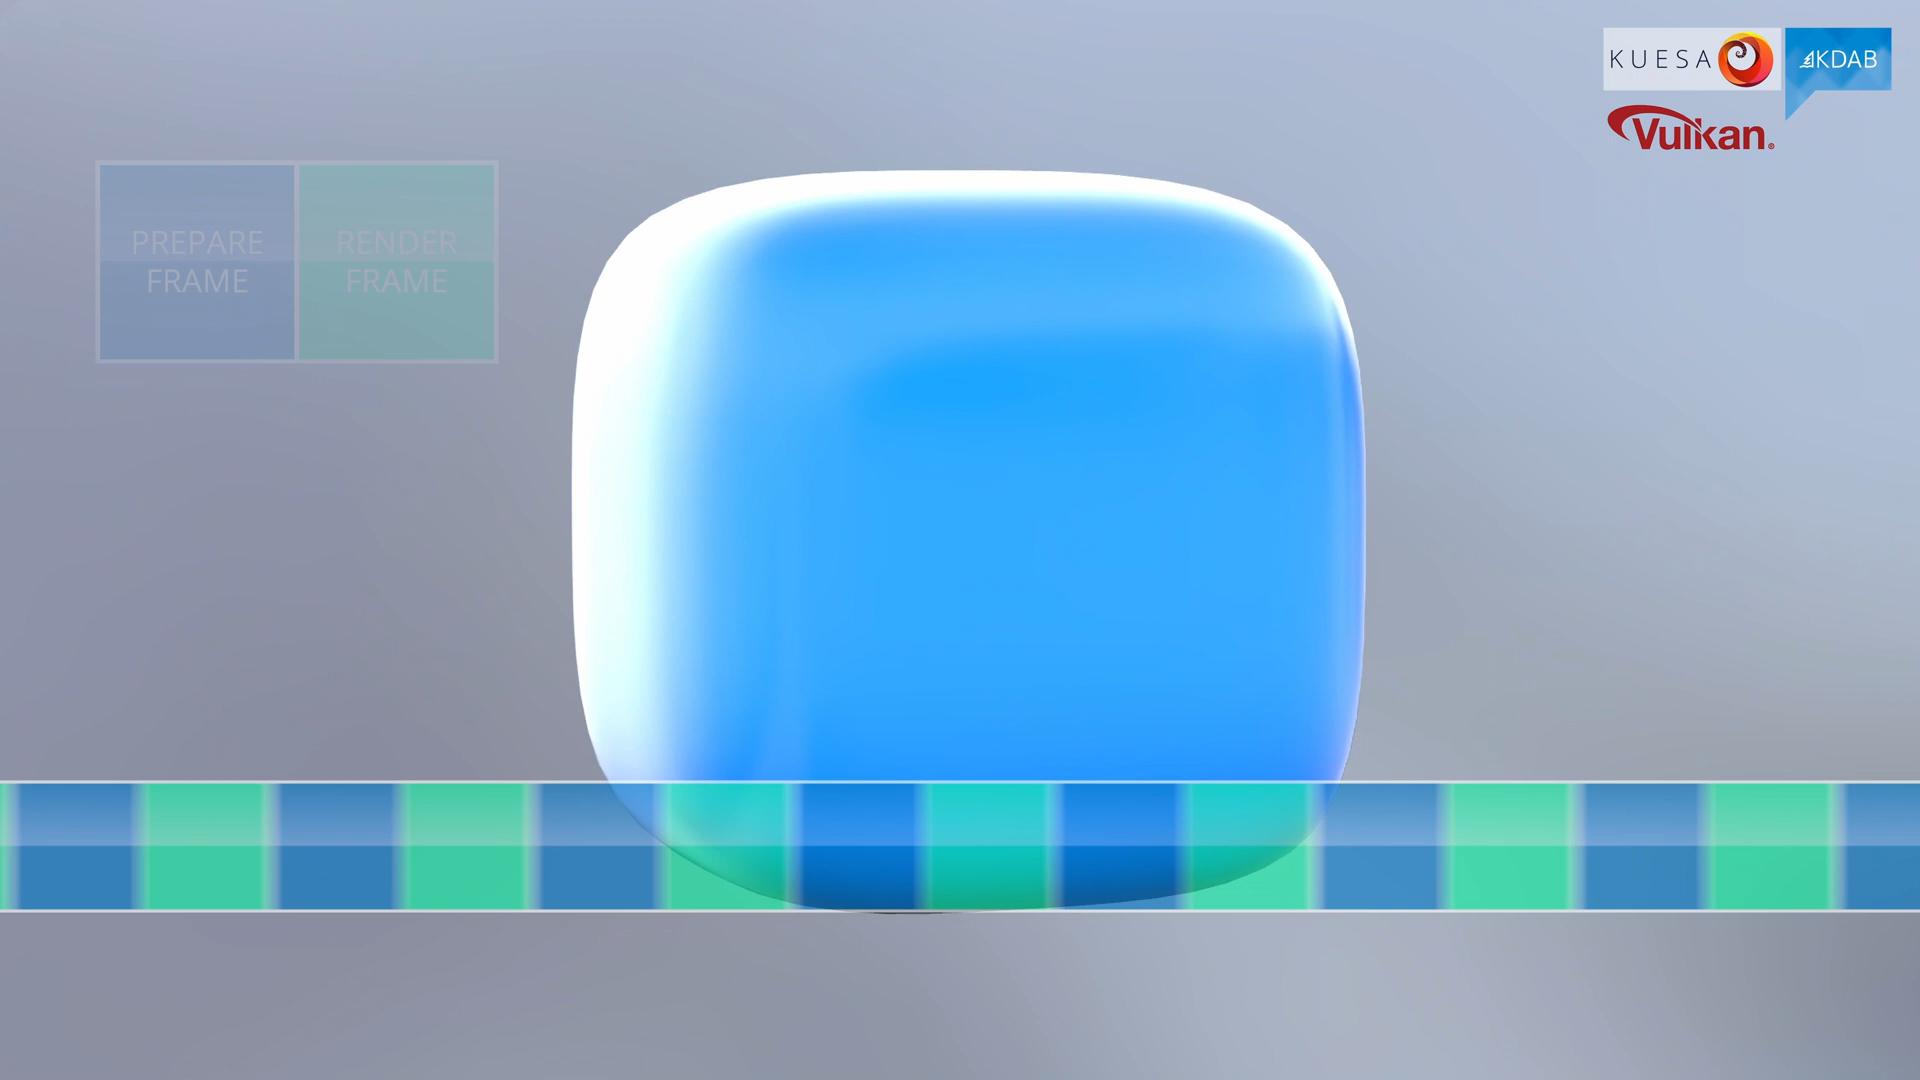 KUESA
KDAB
Vulkan®
PREPARE
FRAME
RENDER
FRAME